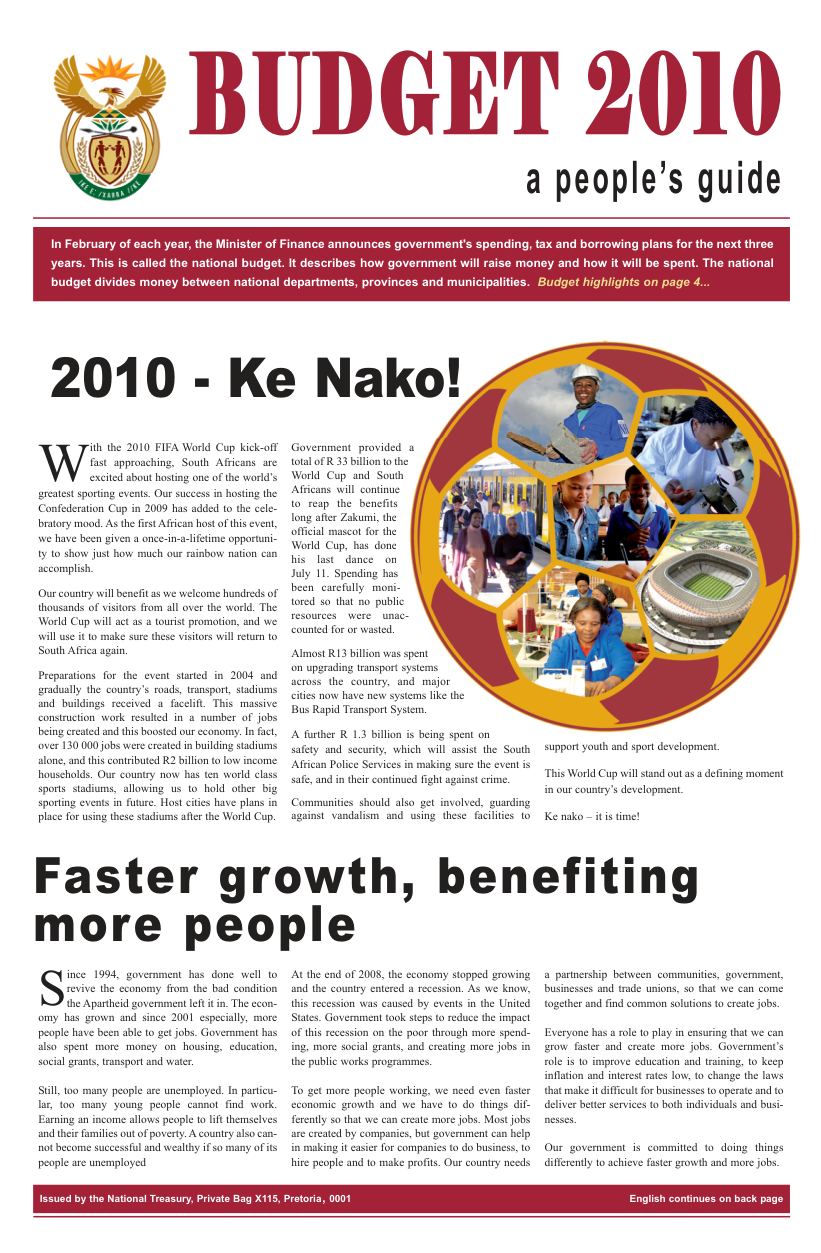 BUDGET 2010
a people's guide
In February of each year, the Minister of Finance announces government's spending, tax and borrowing plans for the next three
years. This is called the national budget. It describes how government will raise money and how it will be spent. The national
budget divides money between national departments, provinces and municipalities. Budget highlights on page 4...
2010 - Ke Nako!
With the 2010 FIFA World Cup kick-off
fast approaching, South Africans are
excited about hosting one of the world's
greatest sporting events. Our success in hosting the
Confederation Cup in 2009 has added to the cele-
bratory mood. As the first African host of this event,
we have been given a once-in-a-lifetime opportuni-
ty to show just how much our rainbow nation can
accomplish.
Our country will benefit as we welcome hundreds of
thousands of visitors from all over the world. The
World Cup will act as a tourist promotion, and we
will use it to make sure these visitors will return to
South Africa again.
Preparations for the event started in 2004 and
gradually the country's roads, transport, stadiums
and buildings received a facelift. This massive
construction work resulted in a number of jobs
being created and this boosted our economy. In fact,
over 130 000 jobs were created in building stadiums
alone, and this contributed R2 billion to low income
households. Our country now has ten world class
sports stadiums, allowing us to hold other big
sporting events in future. Host cities have plans in
place for using these stadiums after the World Cup.
Government provided a
total of R 33 billion to the
World Cup and South
Africans will continue
to reap the benefits
long after Zakumi, the
official mascot for the
World Cup, has done
his last dance on
July 11. Spending has
been carefully moni-
tored so that no public
resources were unac-
counted for or wasted.
Almost R13 billion was spent
on upgrading transport systems
across the country, and major
cities now have new systems like the
Bus Rapid Transport System.
A further R 1.3 billion is being spent on
safety and security, which will assist the South
African Police Services in making sure the event is
safe, and in their continued fight against crime.
Communities should also get involved, guarding
against vandalism and using these facilities to
support youth and sport development.
This World Cup will stand out as a defining moment
in our country's development.
Ke nako – it is time!
Faster growth, benefiting
more people
Since 1994, government has done well to
revive the economy from the bad condition
the Apartheid government left it in. The econ-
omy has grown and since 2001 especially, more
people have been able to get jobs. Government has
also spent more money on housing, education,
social grants, transport and water.
Still, too many people are unemployed. In particu-
lar, too many young people cannot find work.
Earning an income allows people to lift themselves
and their families out of poverty. A country also can-
not become successful and wealthy if so many of its
people are unemployed
At the end of 2008, the economy stopped growing
and the country entered a recession. As we know,
this recession was caused by events in the United
States. Government took steps to reduce the impact
of this recession on the poor through more spend-
ing, more social grants, and creating more jobs in
the public works programmes.
To get more people working, we need even faster
economic growth and we have to do things dif-
ferently so that we can create more jobs. Most jobs
are created by companies, but government can help
in making it easier for companies to do business, to
hire people and to make profits. Our country needs
a partnership between communities, government,
businesses and trade unions, so that we can come
together and find common solutions to create jobs.
Everyone has a role to play in ensuring that we can
grow faster and create more jobs. Government's
role is to improve education and training, to keep
inflation and interest rates low, to change the laws
that make it difficult for businesses to operate and to
deliver better services to both individuals and busi-
nesses.
Our government is committed to doing things
differently to achieve faster growth and more jobs.
Issued by the National Treasury, Private Bag X115, Pretoria, 0001
English continues on back page